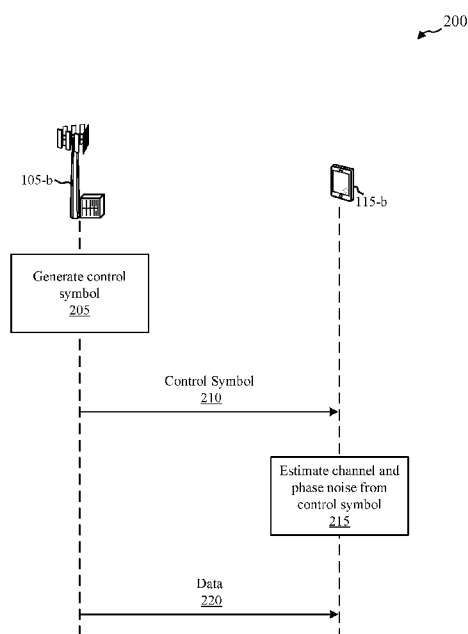 200
105-b
115-b
Generate control
symbol
205
Control Symbol
210
Estimate channel and
phase noise from
control symbol
215
Data
220